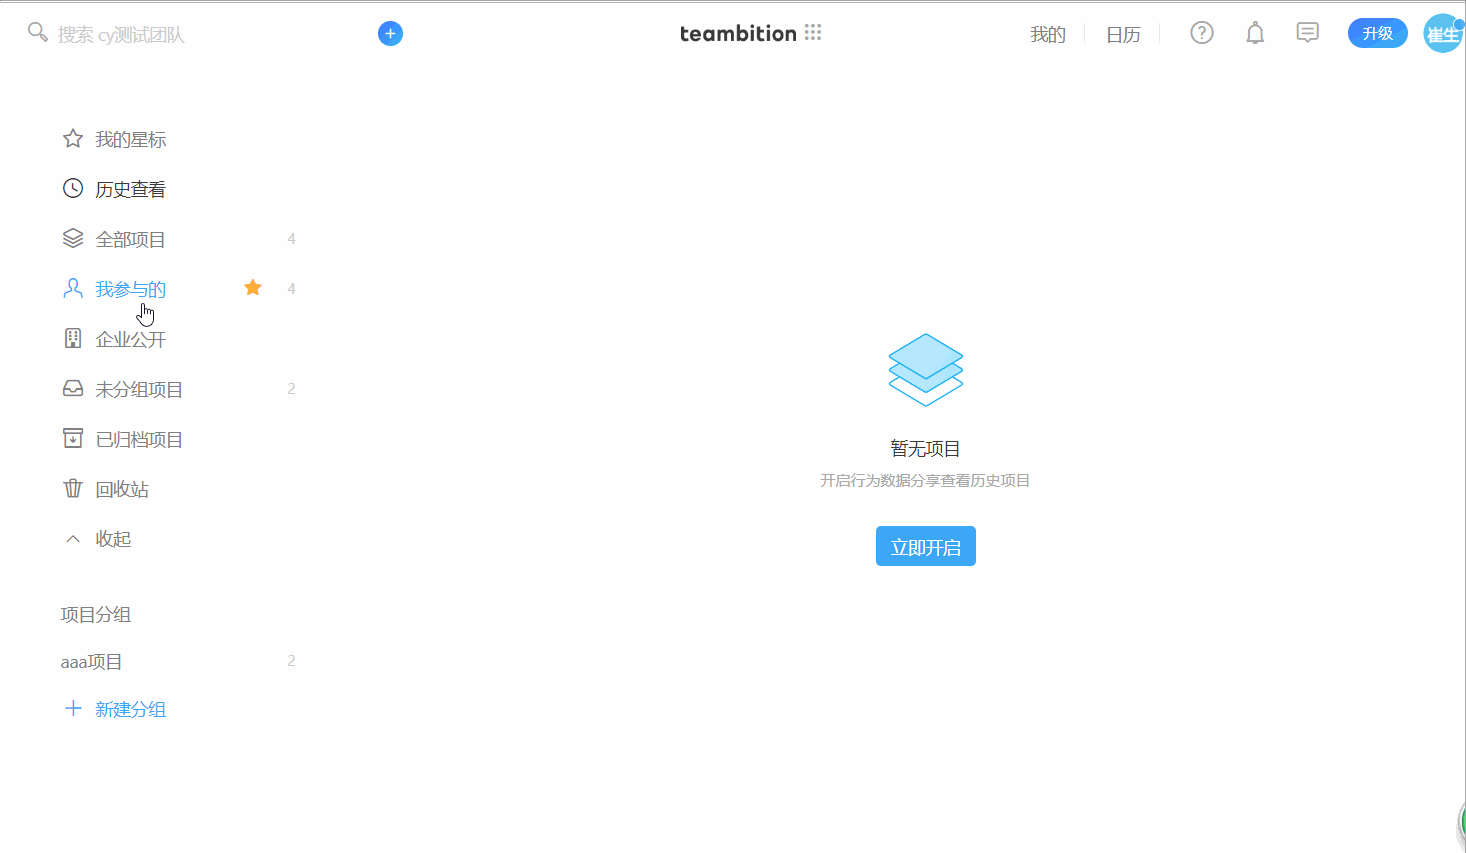 搜索 cy测试团队
teambition
我的
日历
升级
崔生
我的星标
历史查看
全部项目 4
我参与的 4
企业公开
未分组项目 2
已归档项目
回收站
收起
项目分组
aaa项目 2
新建分组
暂无项目
开启行为数据分享查看历史项目
立即开启